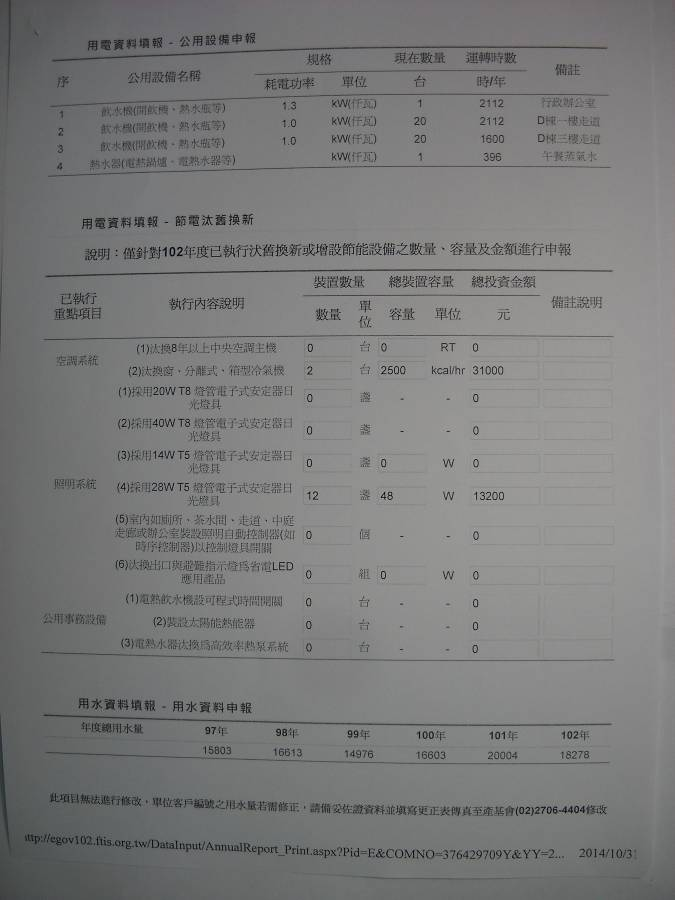 用電資料填報 - 公用設備申報
序 公用設備名稱 規格 現在數量 運轉時數 備註
耗電功率 單位 台 時/年
1 飲水機(開飲機、熱水瓶等) 1.3 kW(仟瓦) 1 2112 行政辦公室
2 飲水機(開飲機、熱水瓶等) 1.0 kW(仟瓦) 20 2112 D棟一樓走道
3 飲水機(開飲機、熱水瓶等) 1.0 kW(仟瓦) 20 1600 D棟三樓走道
4 熱水器(電熱鍋爐、電熱水器等) kW(仟瓦) 1 396 午餐蒸氣水
用電資料填報 - 節電汰舊換新
說明：僅針對102年度已執行汰舊換新或增設節能設備之數量、容量及金額進行申報
已執行重點項目 執行內容說明 裝置數量 總裝置容量 總投資金額 備註說明
數量 單位 容量 單位 元
空調系統
(1)汰換8年以上中央空調主機 0 台 0 RT 0
(2)汰換窗、分離式、箱型冷氣機 2 台 2500 kcal/hr 31000
照明系統
(1)採用20W T8 燈管電子式安定器日
光燈具 0 盞 - - 0
(2)採用40W T8 燈管電子式安定器日
光燈具 0 盞 - - 0
(3)採用14W T5 燈管電子式安定器日
光燈具 0 盞 0 W 0
(4)採用28W T5 燈管電子式安定器日
光燈具 12 盞 48 W 13200
(5)室內如廁所、茶水間、走道、中庭
走廊或辦公室裝設照明自動控制器(如
時序控制器)以控制燈具開關 0 個 - - 0
(6)汰換出口與避難指示燈為省電LED
應用產品 0 組 0 W 0
公用事務設備
(1)電熱飲水機設可程式時間開關 0 台 - - 0
(2)裝設太陽能熱能器 0 台 - - 0
(3)電熱水器汰換為高效率熱泵系統 0 台 - - 0
用水資料填報 - 用水資料申報
年度總用水量 97年 98年 99年 100年 101年 102年
15803 16613 14976 16603 20004 18278
此項目無法進行修改，單位客戶編號之用水量若需修正，請備妥佐證資料並填寫更正表傳真至產基會(02)2706-4404修改
ttp://egov102.ftis.org.tw/DataInput/AnnualReport_Print.aspx?Pid=E&COMNO=376429709Y&YY=2... 2014/10/31